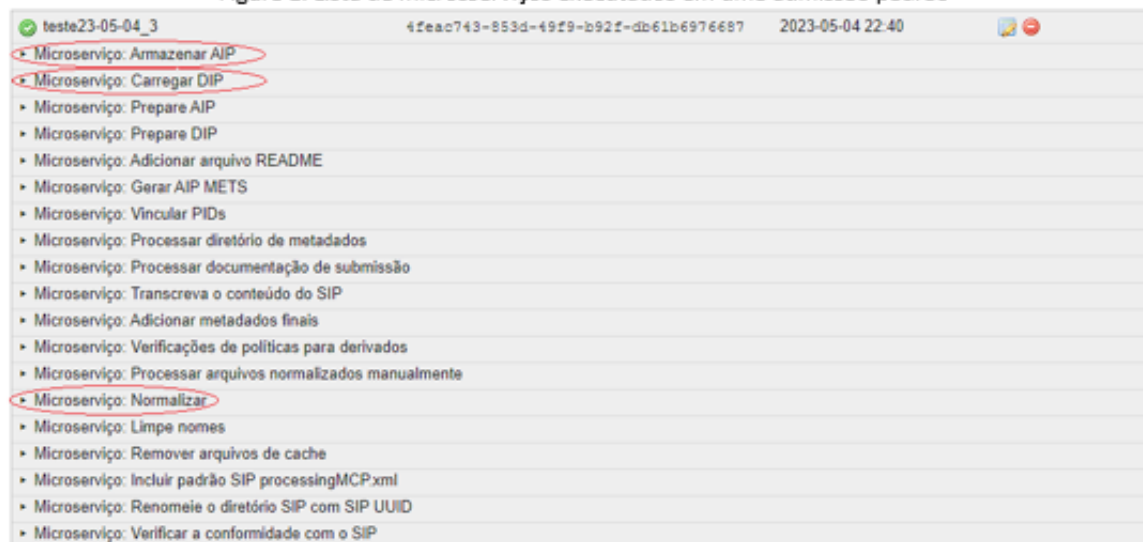 teste23-05-04_3 4feac743-853d-49f9-b92f-db61b6976687 2023-05-04 22:40
Microserviço: Armazenar AIP
Microserviço: Carregar DIP
Microserviço: Prepare AIP
Microserviço: Prepare DIP
Microserviço: Adicionar arquivo README
Microserviço: Gerar AIP METS
Microserviço: Vincular PIDs
Microserviço: Processar diretório de metadados
Microserviço: Processar documentação de submissão
Microserviço: Transcreva o conteúdo do SIP
Microserviço: Adicionar metadados finais
Microserviço: Verificações de políticas para derivados
Microserviço: Processar arquivos normalizados manualmente
Microserviço: Normalizar
Microserviço: Limpe nomes
Microserviço: Remover arquivos de cache
Microserviço: Incluir padrão SIP processingMCP.xml
Microserviço: Renomeie o diretório SIP com SIP UUID
Microserviço: Verificar a conformidade com o SIP